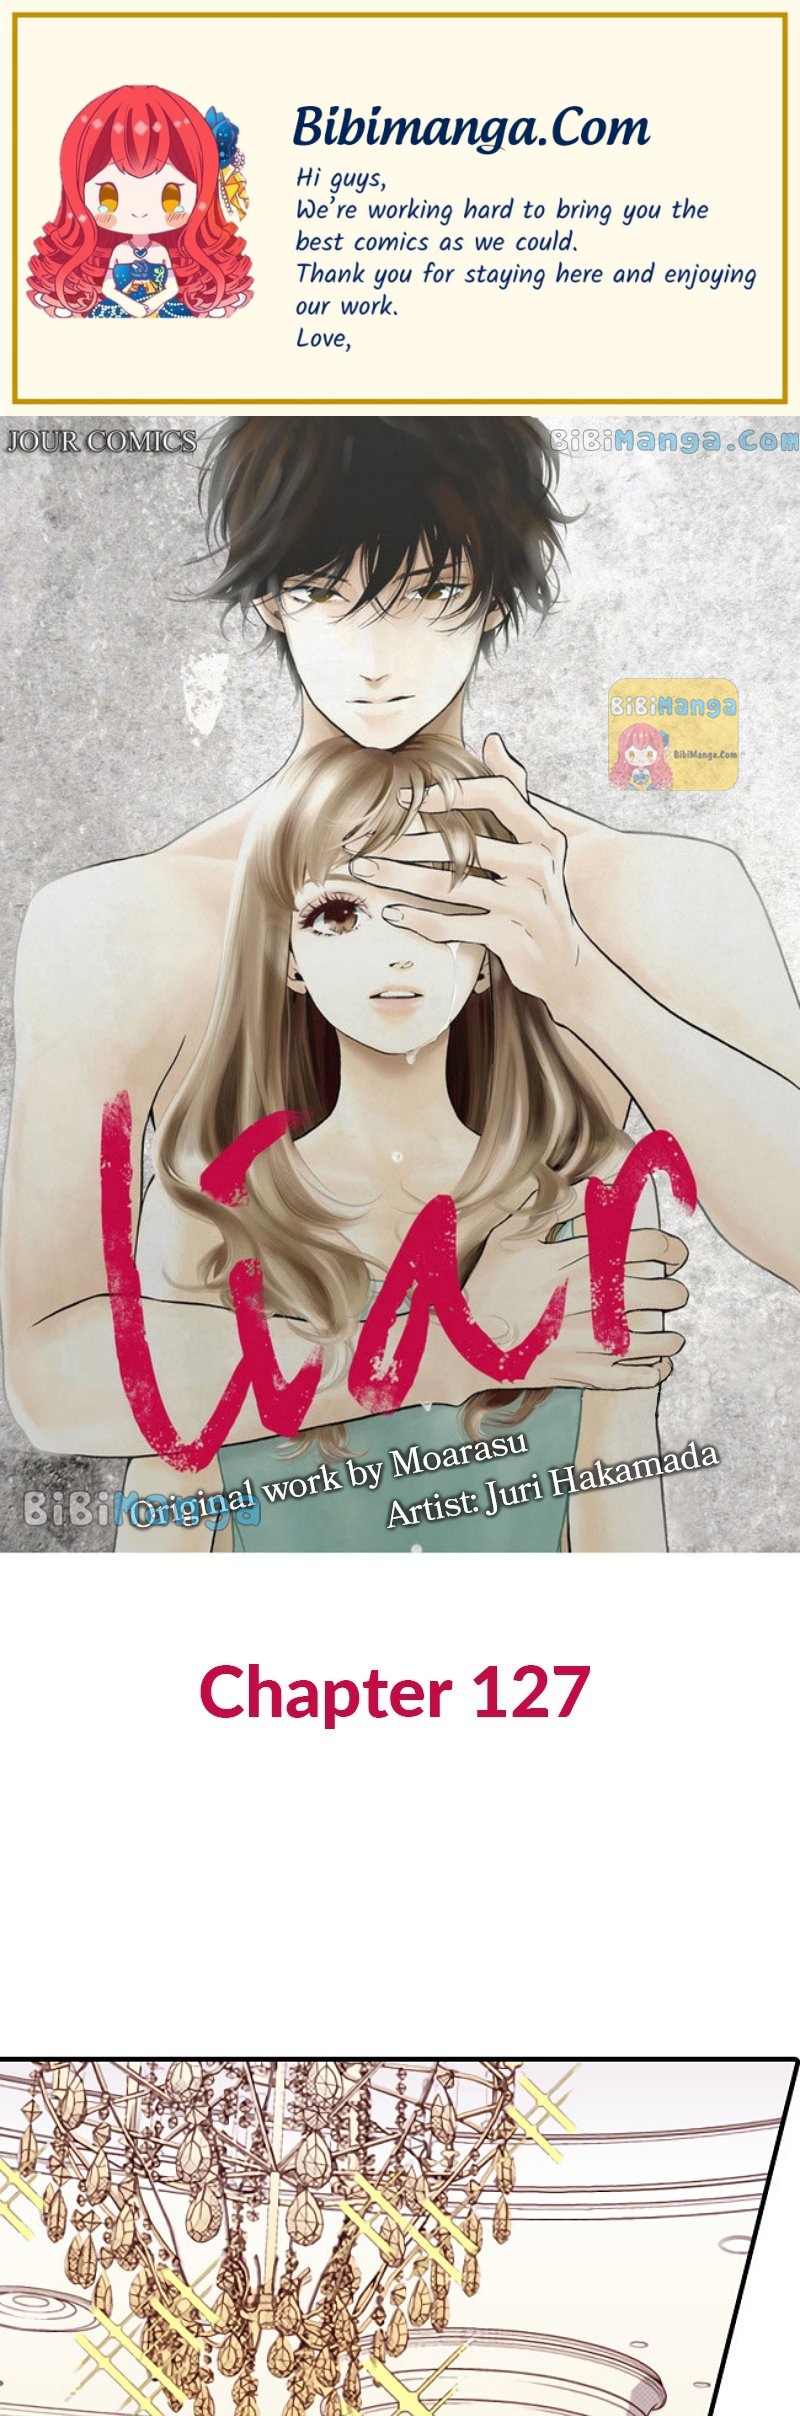 Bibimanga.Com
Hi guys,
We're working hard to bring you the
best comics as we could.
Thank you for staying here and enjoying
our work.
Love,
JOUR COMICS
BiBiManga.Com
BiBiManga
BibiManga.Com
liar
Original work by Moarasu
Artist: Juri Hakamada
BiBiManga
Chapter 127